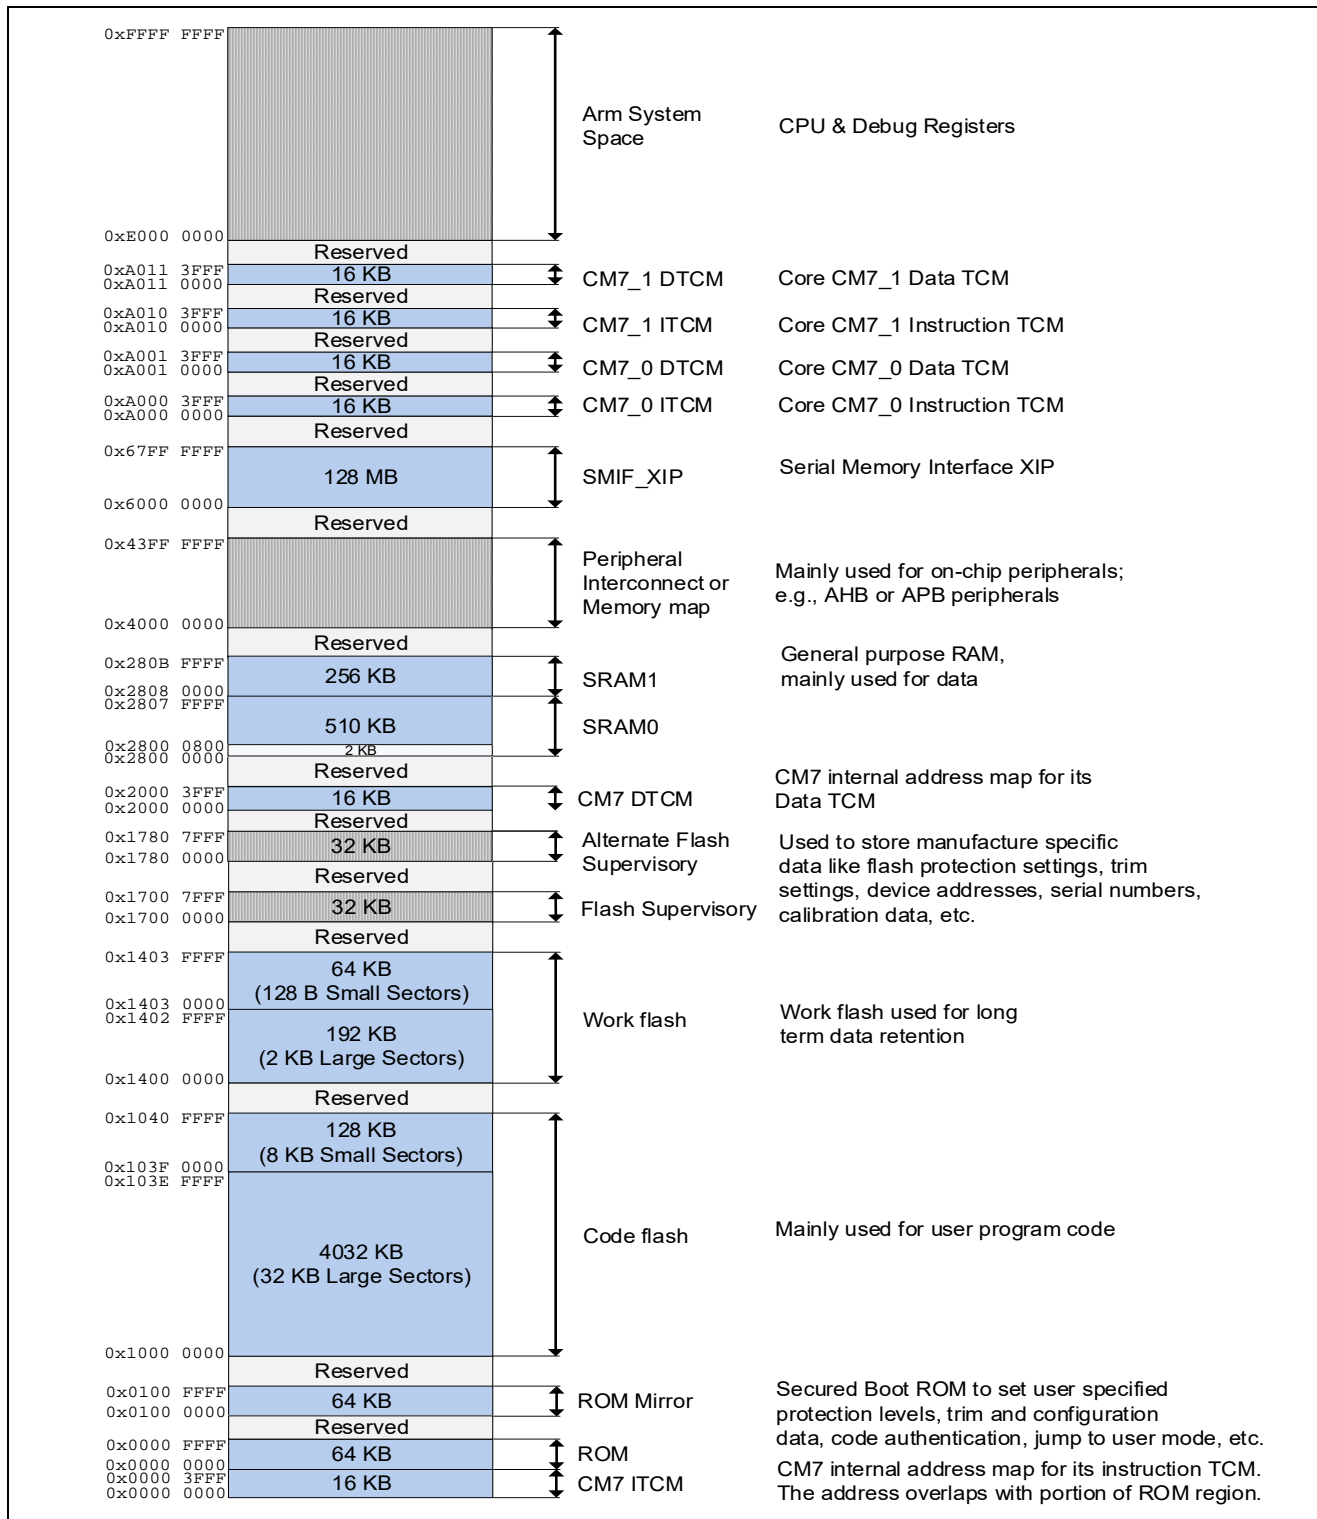 0xFFFF FFFF
Arm System
Space
CPU & Debug Registers
0xE000 0000
Reserved
0xA011 3FFF
0xA011 0000
16 KB
CM7_1 DTCM
Core CM7_1 Data TCM
Reserved
0xA010 3FFF
0xA010 0000
16 KB
CM7_1 ITCM
Core CM7_1 Instruction TCM
Reserved
0xA001 3FFF
0xA001 0000
16 KB
CM7_0 DTCM
Core CM7_0 Data TCM
Reserved
0xA000 3FFF
0xA000 0000
16 KB
CM7_0 ITCM
Core CM7_0 Instruction TCM
Reserved
0x67FF FFFF
128 MB
SMIF_XIP
Serial Memory Interface XIP
0x6000 0000
Reserved
0x43FF FFFF
Peripheral
Interconnect or
Memory map
Mainly used for on-chip peripherals;
e.g., AHB or APB peripherals
0x4000 0000
Reserved
0x280B FFFF
256 KB
0x2808 0000
SRAM1
General purpose RAM,
mainly used for data
0x2807 FFFF
510 KB
SRAM0
0x2800 0800
2 KB
0x2800 0000
Reserved
0x2000 3FFF
16 KB
0x2000 0000
CM7 DTCM
CM7 internal address map for its
Data TCM
Reserved
0x1780 7FFF
32 KB
0x1780 0000
Alternate Flash
Supervisory
Used to store manufacture specific
data like flash protection settings, trim
settings, device addresses, serial numbers,
calibration data, etc.
Reserved
0x1700 7FFF
32 KB
0x1700 0000
Flash Supervisory
Reserved
0x1403 FFFF
64 KB
(128 B Small Sectors)
0x1403 0000
0x1402 FFFF
192 KB
(2 KB Large Sectors)
0x1400 0000
Work flash
Work flash used for long
term data retention
Reserved
0x1040 FFFF
128 KB
(8 KB Small Sectors)
0x103F 0000
0x103E FFFF
4032 KB
(32 KB Large Sectors)
Code flash
Mainly used for user program code
0x1000 0000
Reserved
0x0100 FFFF
64 KB
0x0100 0000
ROM Mirror
Secured Boot ROM to set user specified
protection levels, trim and configuration
data, code authentication, jump to user mode, etc.
Reserved
0x0000 FFFF
64 KB
0x0000 0000
ROM
0x0000 3FFF
16 KB
0x0000 0000
CM7 ITCM
CM7 internal address map for its instruction TCM.
The address overlaps with portion of ROM region.